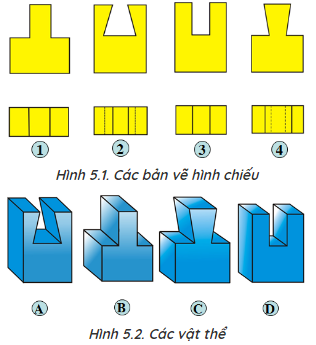 1 2 3 4
Hình 5.1. Các bản vẽ hình chiếu
A B C D
Hình 5.2. Các vật thể